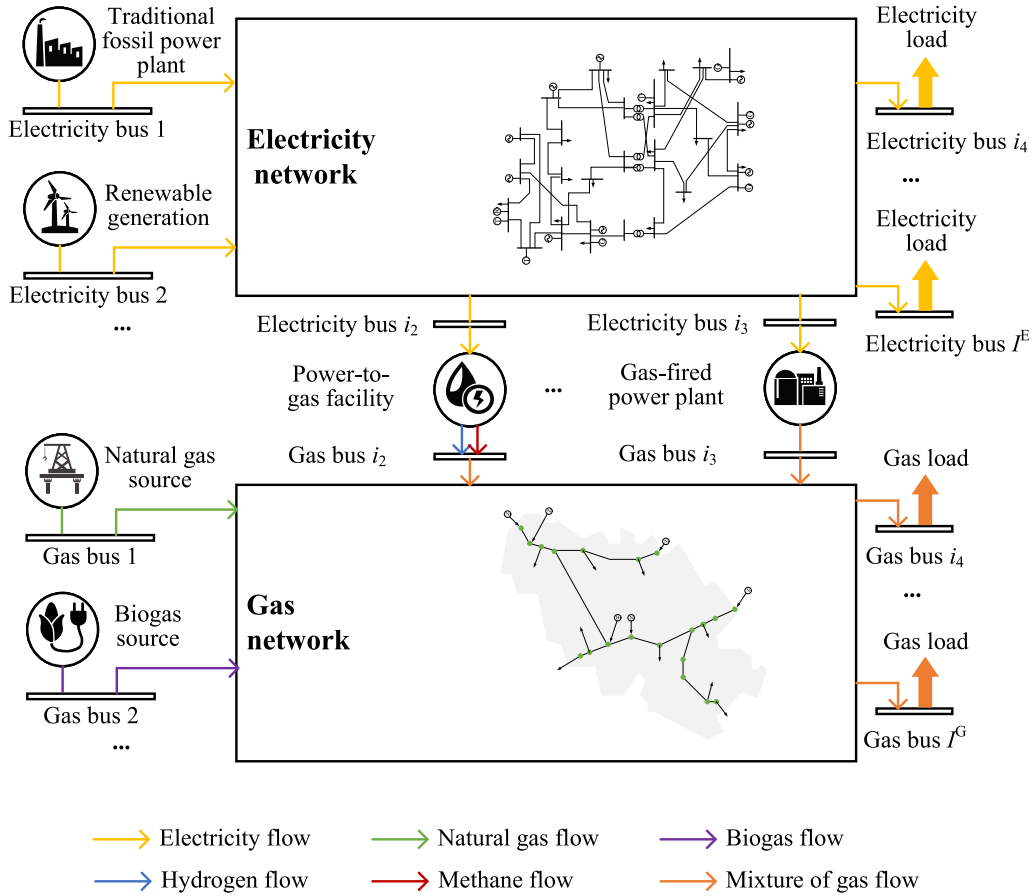 Traditional
fossil power
plant
Electricity bus 1
Renewable
generation
Electricity bus 2
...
Electricity
network
Electricity
load
Electricity bus i₄
...
Electricity
load
Electricity bus Iᴱ
Electricity bus i₂
Electricity bus i₃
Power-to-
gas facility
...
Gas-fired
power plant
Gas bus i₂
Gas bus i₃
Natural gas
source
Gas bus 1
Biogas
source
Gas bus 2
...
Gas
network
Gas load
Gas bus i₄
...
Gas load
Gas bus Iᴳ
Electricity flow
Natural gas flow
Biogas flow
Hydrogen flow
Methane flow
Mixture of gas flow